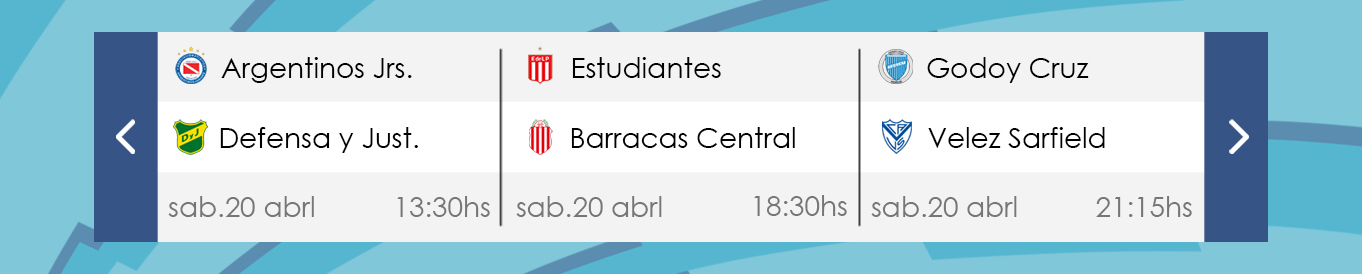 Argentinos Jrs.
Defensa y Just.
sab.20 abrl 13:30hs
Estudiantes
Barracas Central
sab.20 abrl 18:30hs
Godoy Cruz
Velez Sarfield
sab.20 abrl 21:15hs